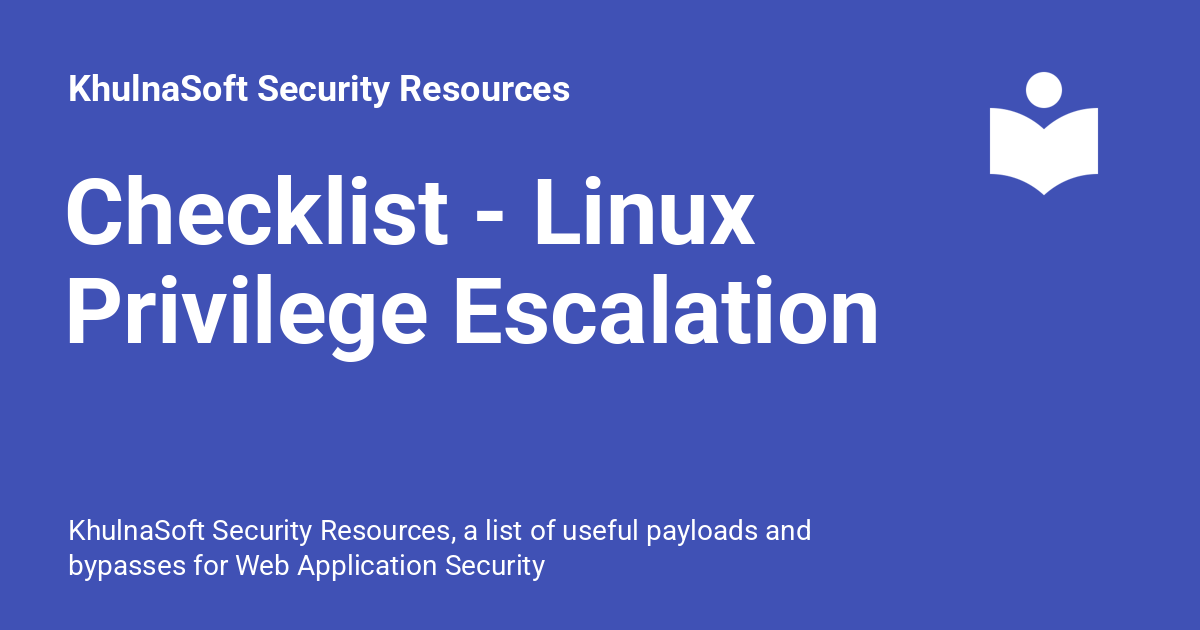 KhulnaSoft Security Resources
Checklist - Linux
Privilege Escalation
KhulnaSoft Security Resources, a list of useful payloads and
bypasses for Web Application Security